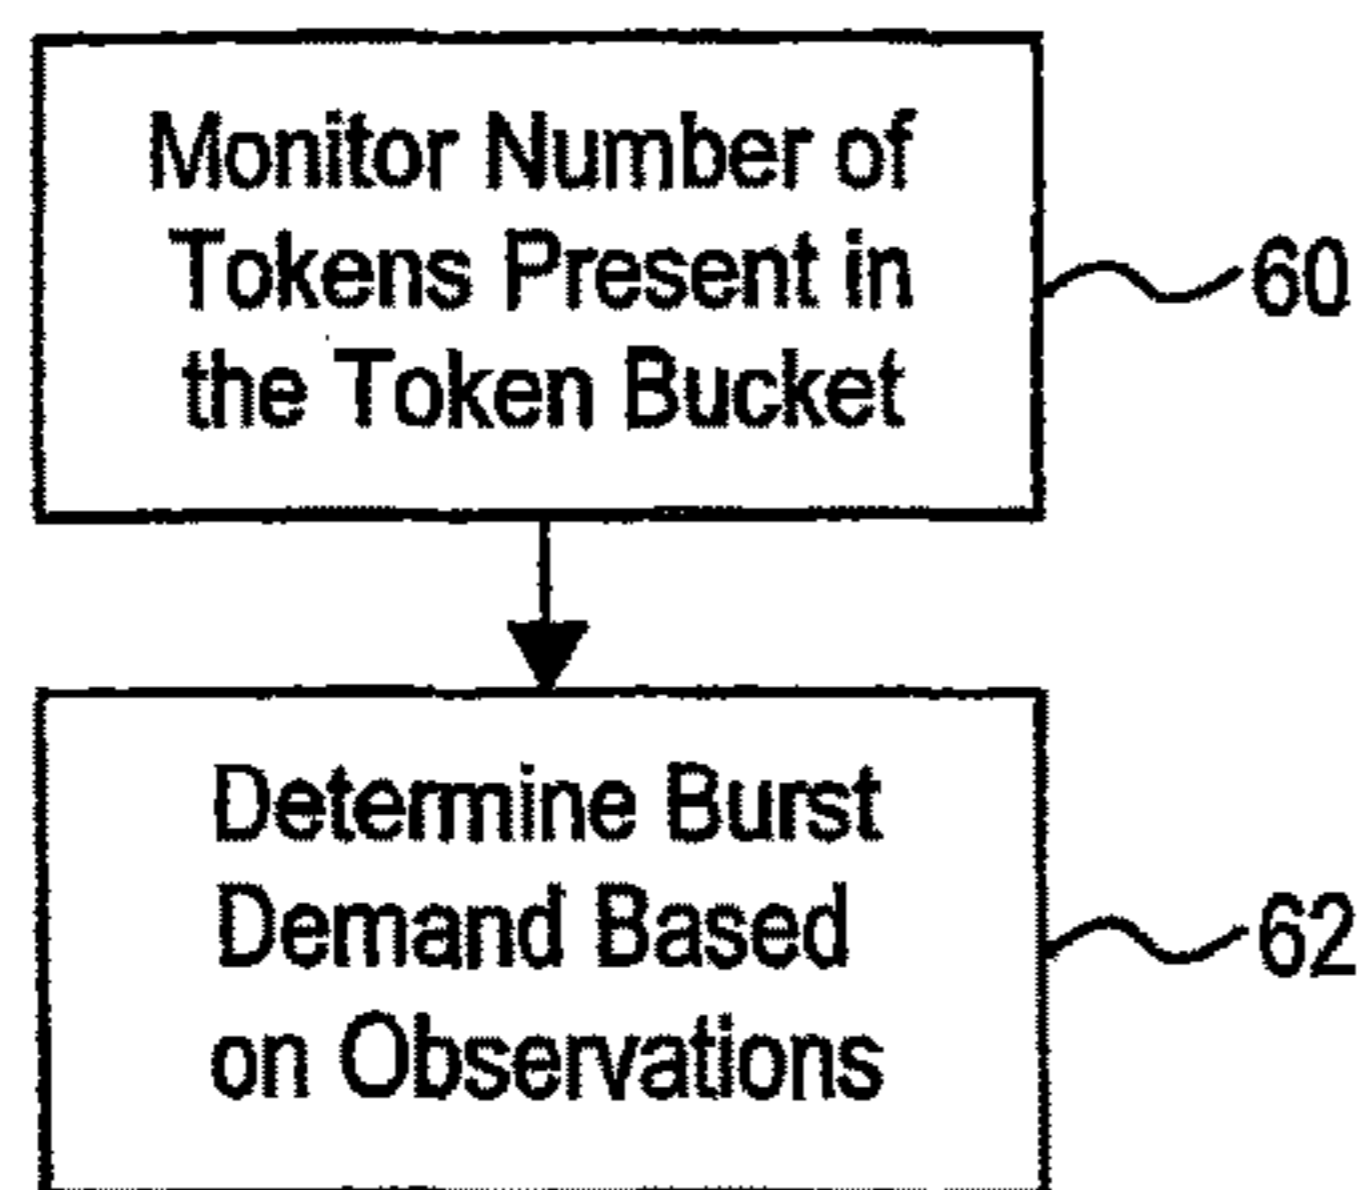 Monitor Number of
Tokens Present in
the Token Bucket
60
Determine Burst
Demand Based
on Observations
62